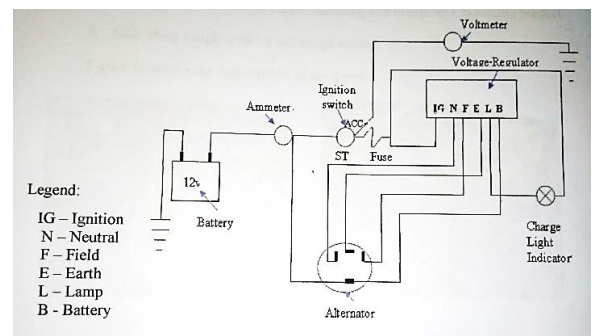 Voltmeter
Voltage-Regulator
Ignition
switch
Ammeter
ACC
IG N F E L B
ST Fuse
12v
Battery
Legend:
IG – Ignition
N – Neutral
F – Field
E – Earth
L – Lamp
B - Battery
Charge
Light
Indicator
Alternator